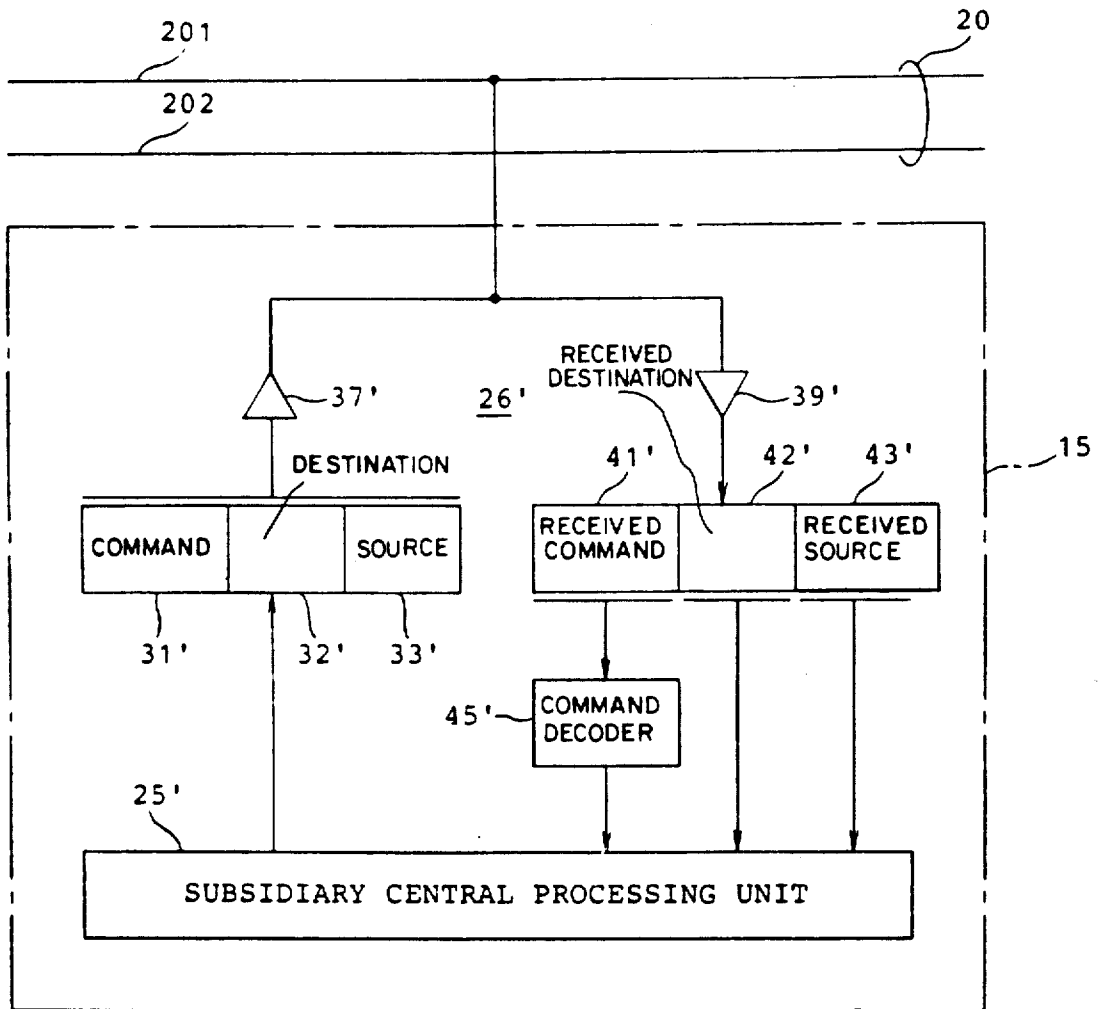 201
20
202
RECEIVED
DESTINATION
37'
26'
39'
DESTINATION
41'
42'
43'
15
COMMAND
SOURCE
RECEIVED
COMMAND
RECEIVED
SOURCE
31'
32'
33'
45'
COMMAND
DECODER
25'
SUBSIDIARY CENTRAL PROCESSING UNIT